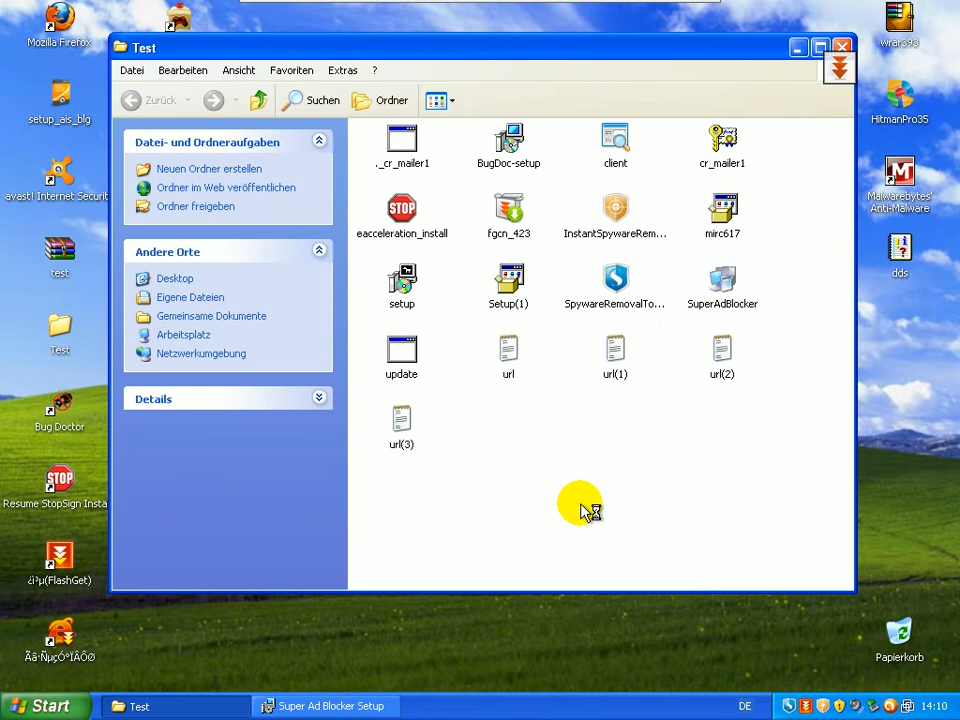 Mozilla Firefox
wrar393
Test
Datei
Bearbeiten
Ansicht
Favoriten
Extras
?
Zurück
Suchen
Ordner
setup_ais_blg
HitmanPro35
Datei- und Ordneraufgaben
Neuen Ordner erstellen
Ordner im Web veröffentlichen
Ordner freigeben
._cr_mailer1
BugDoc-setup
client
cr_mailer1
avast! Internet Securit
Malwarebytes'
Anti-Malware
STOP
eacceleration_install
fgcn_423
InstantSpywareRem...
mirc617
Andere Orte
Desktop
Eigene Dateien
Gemeinsame Dokumente
Arbeitsplatz
Netzwerkumgebung
test
dds
setup
Setup(1)
SpywareRemovalTo...
SuperAdBlocker
Test
update
url
url(1)
url(2)
Details
Bug Doctor
url(3)
STOP
Resume StopSign Insta
¿ì³µ(FlashGet)
Papierkorb
Start
Test
Super Ad Blocker Setup
DE
14:10